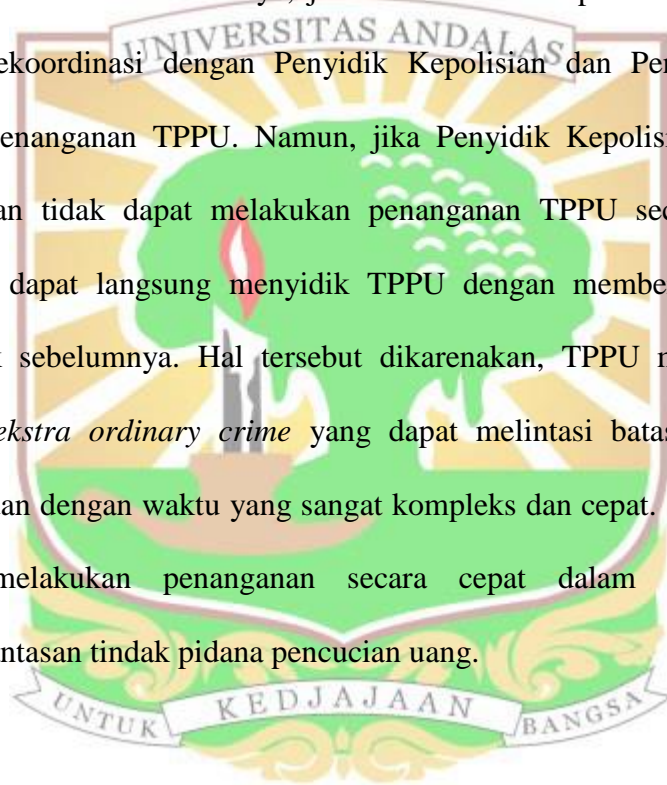 UNIVERSITAS ANDALAS
ekoordinasi dengan Penyidik Kepolisian dan Pen
enanganan TPPU. Namun, jika Penyidik Kepolisi
an tidak dapat melakukan penanganan TPPU sec
dapat langsung menyidik TPPU dengan membe
sebelumnya. Hal tersebut dikarenakan, TPPU m
ekstra ordinary crime yang dapat melintasi batas
an dengan waktu yang sangat kompleks dan cepat.
melakukan penanganan secara cepat dalam
ntasan tindak pidana pencucian uang.
UNTUK KEDJAJAAN BANGSA